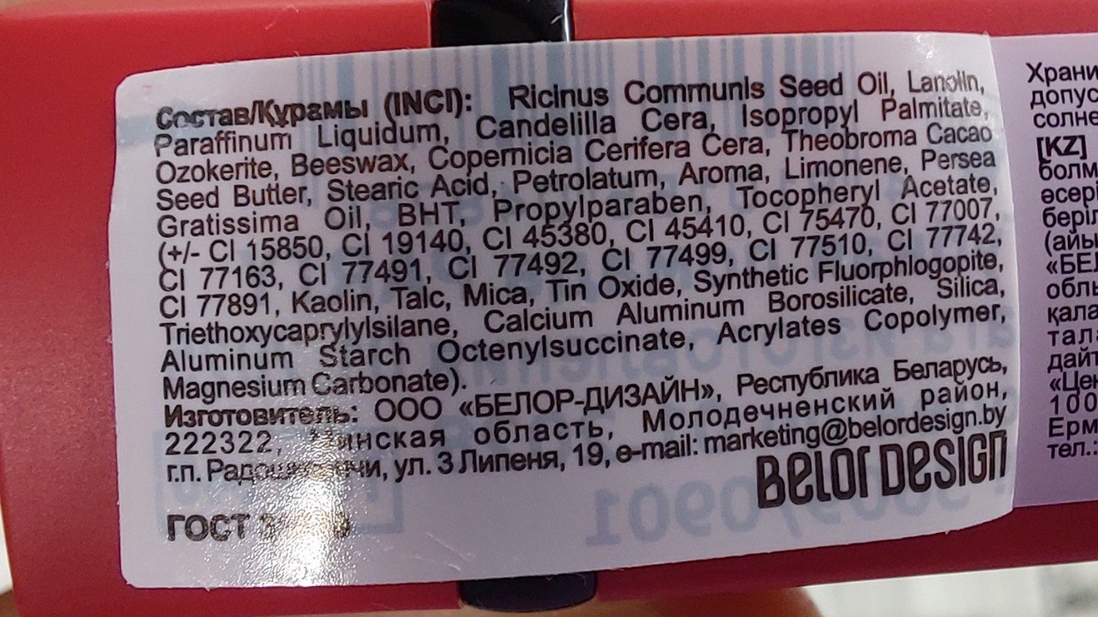 Состав/Құрамы (INCI): Ricinus Communis Seed Oil, Lanolin,
Paraffinum Liquidum, Candelilla Cera, Isopropyl Palmitate,
Ozokerite, Beeswax, Copernicia Cerifera Cera, Theobroma Cacao
Seed Butter, Stearic Acid, Petrolatum, Aroma, Limonene, Persea
Gratissima Oil, BHT, Propylparaben, Tocopheryl Acetate,
(+/- CI 15850, CI 19140, CI 45380, CI 45410, CI 75470, CI 77007,
CI 77163, CI 77491, CI 77492, CI 77499, CI 77510, CI 77742,
CI 77891, Kaolin, Talc, Mica, Tin Oxide, Synthetic Fluorphlogopite,
Triethoxycaprylylsilane, Calcium Aluminum Borosilicate, Silica,
Aluminum Starch Octenylsuccinate, Acrylates Copolymer,
Magnesium Carbonate).
Изготовитель: ООО «БЕЛОР-ДИЗАЙН», Республика Беларусь,
222322, Минская область, Молодечненский район,
г.п. Радошковичи, ул. 3 Липеня, 19, e-mail: marketing@belordesign.by
BELOR DESIGN
ГОСТ
Храни
допус
солне
[KZ]
болм
әсері
беріл
(айы
«БЕЛ
облы
қала
тала
дайт
«Цен
100
Ерм
тел.: